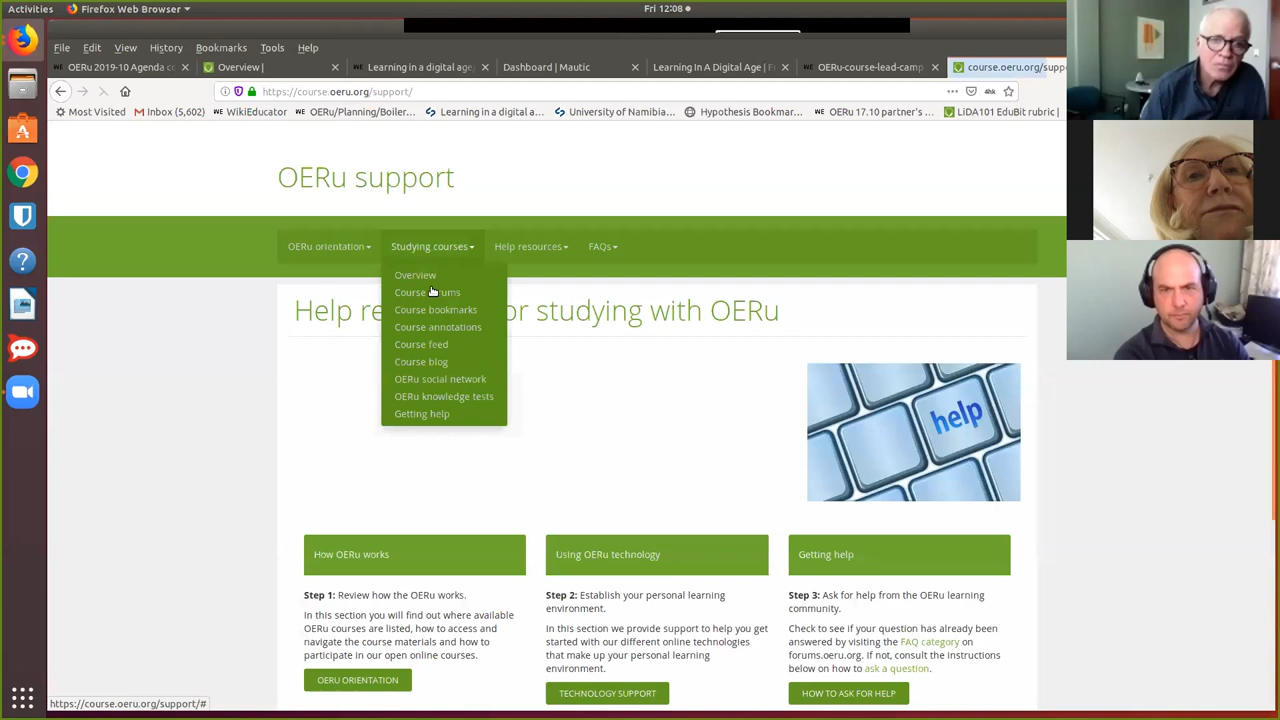 Activities
Firefox Web Browser
Fri 12:08
File Edit View History Bookmarks Tools Help
OERu 2019-10 Agenda co
Overview |
Learning in a digital age
Dashboard | Mautic
Learning In A Digital Age | F
OERu-course-lead-camp
course.oeru.org/supp
https://course.oeru.org/support/
Most Visited
Inbox (5,602)
WikiEducator
OERu/Planning/Boiler...
Learning in a digital a...
University of Namibia...
Hypothesis Bookmar...
OERu 17.10 partner's ...
LiDA101 EduBit rubric |
OERu support
OERu orientation
Studying courses
Help resources
FAQs
Overview
Course
Course bookmarks
Course annotations
Course feed
Course blog
OERu social network
OERu knowledge tests
Getting help
Help re or studying with OERu
help
How OERu works
Step 1: Review how the OERu works.
In this section you will find out where available
OERu courses are listed, how to access and
navigate the course materials and how to
participate in our open online courses.
OERU ORIENTATION
Using OERu technology
Step 2: Establish your personal learning
environment.
In this section we provide support to help you get
started with our different online technologies
that make up your personal learning
environment.
TECHNOLOGY SUPPORT
Getting help
Step 3: Ask for help from the OERu learning
community.
Check to see if your question has already been
answered by visiting the FAQ category on
forums.oeru.org. If not, consult the instructions
below on how to ask a question.
HOW TO ASK FOR HELP
https://course.oeru.org/support/#